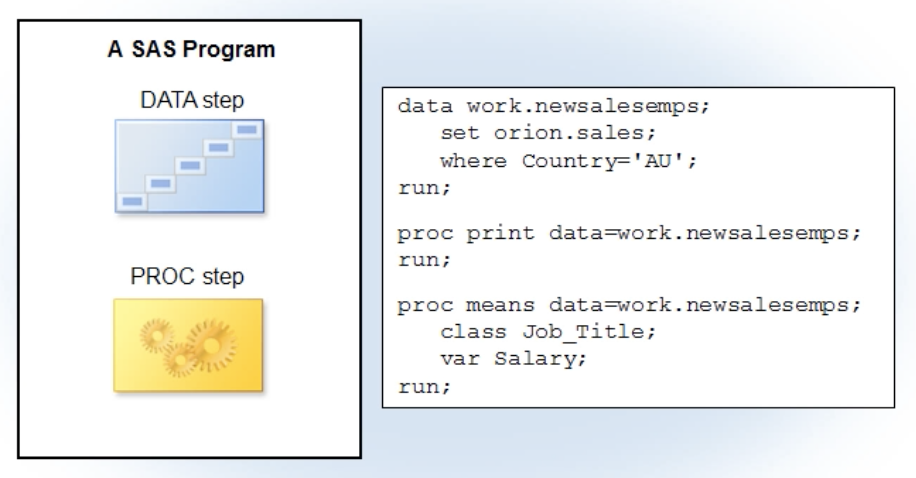 A SAS Program
DATA step
PROC step
data work.newsalesemps;
set orion.sales;
where Country='AU';
run;
proc print data=work.newsalesemps;
run;
proc means data=work.newsalesemps;
class Job_Title;
var Salary;
run;